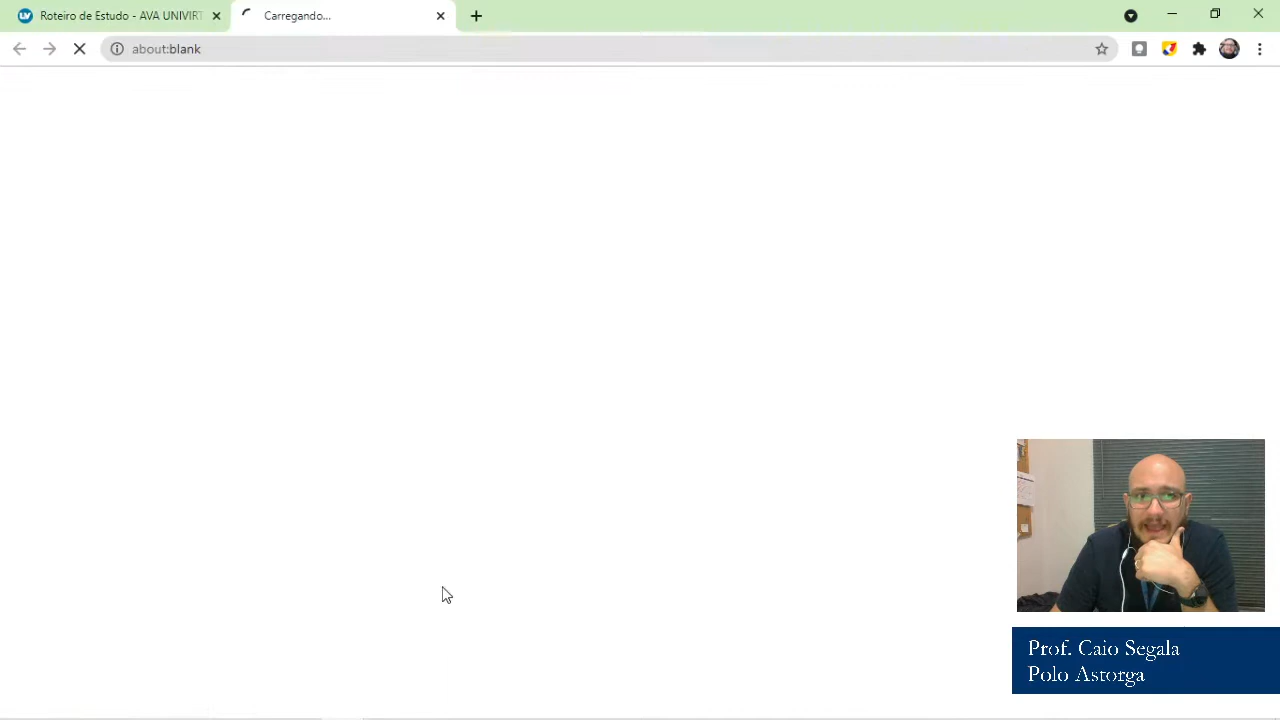 Roteiro de Estudo - AVA UNIVIRT
Carregando...
about:blank
Prof. Caio Segala
Polo Astorga